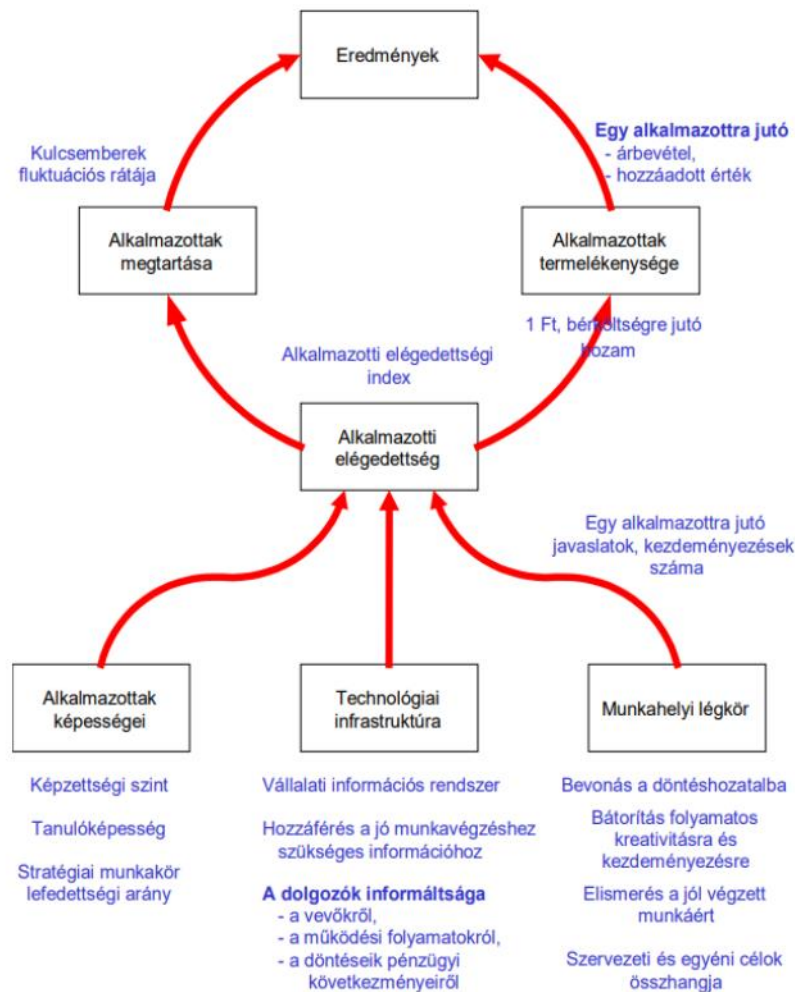 Eredmények
Kulcsemberek
fluktuációs rátája
Egy alkalmazottra jutó
- árbevétel,
- hozzáadott érték
Alkalmazottak
megtartása
Alkalmazottak
termelékenysége
Alkalmazotti elégedettségi
index
1 Ft, bérköltségre jutó
hozam
Alkalmazotti
elégedettség
Egy alkalmazottra jutó
javaslatok, kezdeményezések
száma
Alkalmazottak
képességei
Technológiai
infrastruktúra
Munkahelyi légkör
Képzettségi szint
Tanulóképesség
Stratégiai munkakör
lefedettségi arány
Vállalati információs rendszer
Hozzáférés a jó munkavégzéshez
szükséges információhoz
A dolgozók informáltsága
- a vevőkről,
- a működési folyamatokról,
- a döntéseik pénzügyi
következményeiről
Bevonás a döntéshozatalba
Bátorítás folyamatos
kreativitásra és
kezdeményezésre
Elismerés a jól végzett
munkáért
Szervezeti és egyéni célok
összhangja